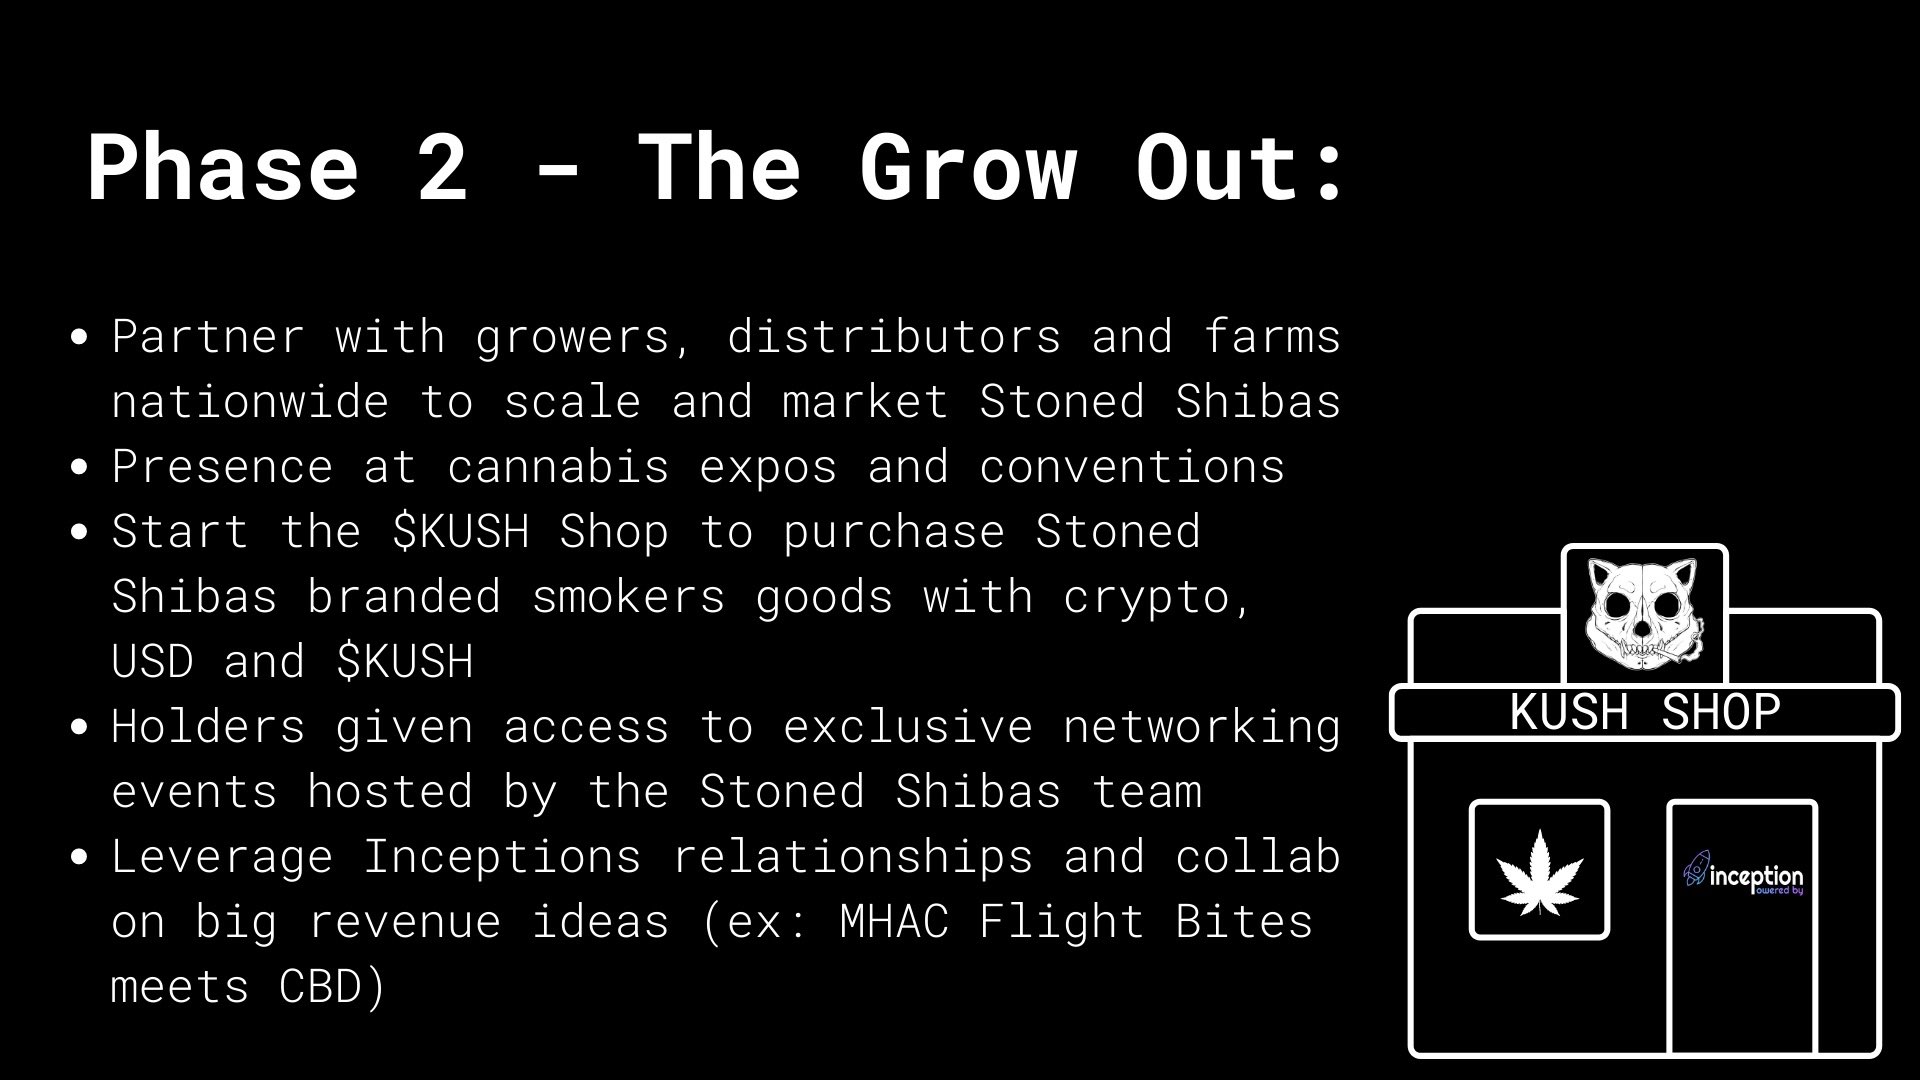 Phase 2 - The Grow Out:
• Partner with growers, distributors and farms
nationwide to scale and market Stoned Shibas
• Presence at cannabis expos and conventions
• Start the $KUSH Shop to purchase Stoned
Shibas branded smokers goods with crypto,
USD and $KUSH
• Holders given access to exclusive networking
events hosted by the Stoned Shibas team
• Leverage Inceptions relationships and collab
on big revenue ideas (ex: MHAC Flight Bites
meets CBD)
KUSH SHOP
inception
powered by